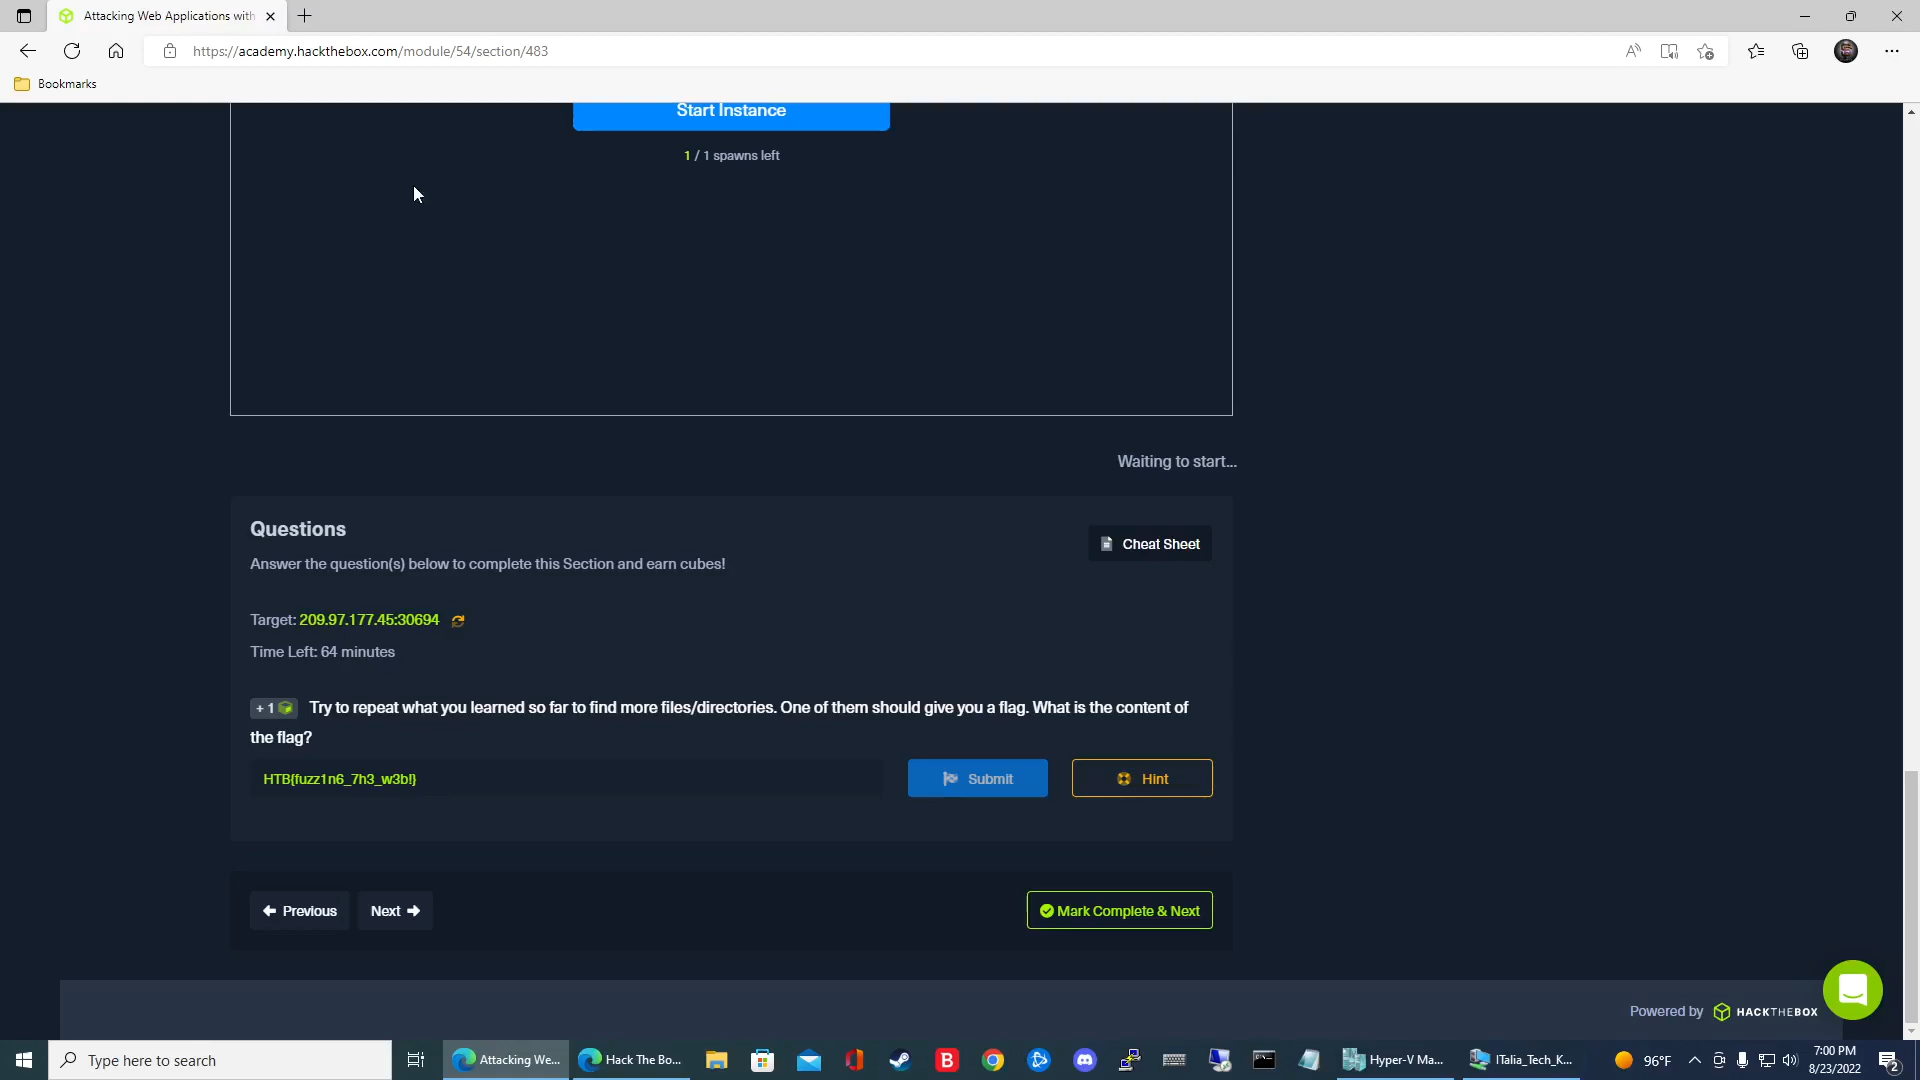 Attacking Web Applications with
https://academy.hackthebox.com/module/54/section/483
Bookmarks
Start Instance
1 / 1 spawns left
Waiting to start...
Questions
Cheat Sheet
Answer the question(s) below to complete this Section and earn cubes!
Target: 209.97.177.45:30694
Time Left: 64 minutes
+ 1 Try to repeat what you learned so far to find more files/directories. One of them should give you a flag. What is the content of
the flag?
HTB{fuzz1n6_7h3_w3b!}
Submit
Hint
Previous
Next
Mark Complete & Next
Powered by HACKTHEBOX
Type here to search
Attacking We...
Hack The Bo...
Hyper-V Ma...
ITalia_Tech_K...
96°F
7:00 PM
8/23/2022
2